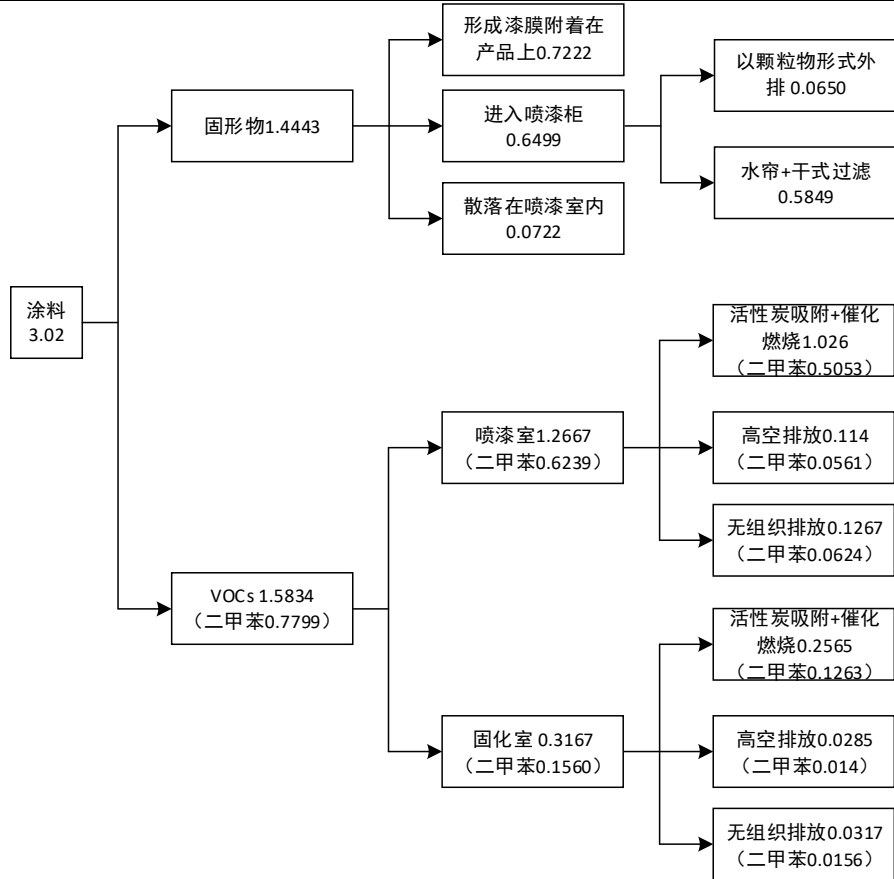 形成漆膜附着在
产品上0.7222
以颗粒物形式外
排 0.0650
固形物1.4443
进入喷漆柜
0.6499
水帘+干式过滤
0.5849
散落在喷漆室内
0.0722
涂料
3.02
活性炭吸附+催化
燃烧1.026
（二甲苯0.5053）
喷漆室1.2667
（二甲苯0.6239）
高空排放0.114
（二甲苯0.0561）
无组织排放0.1267
（二甲苯0.0624）
VOCs 1.5834
（二甲苯0.7799）
活性炭吸附+催化
燃烧0.2565
（二甲苯0.1263）
固化室 0.3167
（二甲苯0.1560）
高空排放0.0285
（二甲苯0.014）
无组织排放0.0317
（二甲苯0.0156）